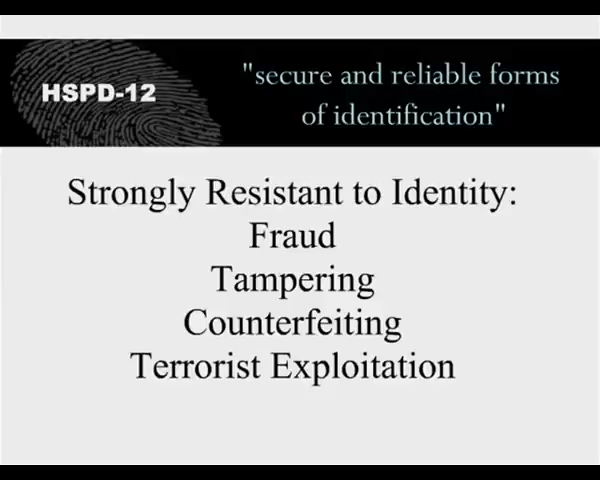 HSPD-12
"secure and reliable forms
of identification"
Strongly Resistant to Identity:
Fraud
Tampering
Counterfeiting
Terrorist Exploitation